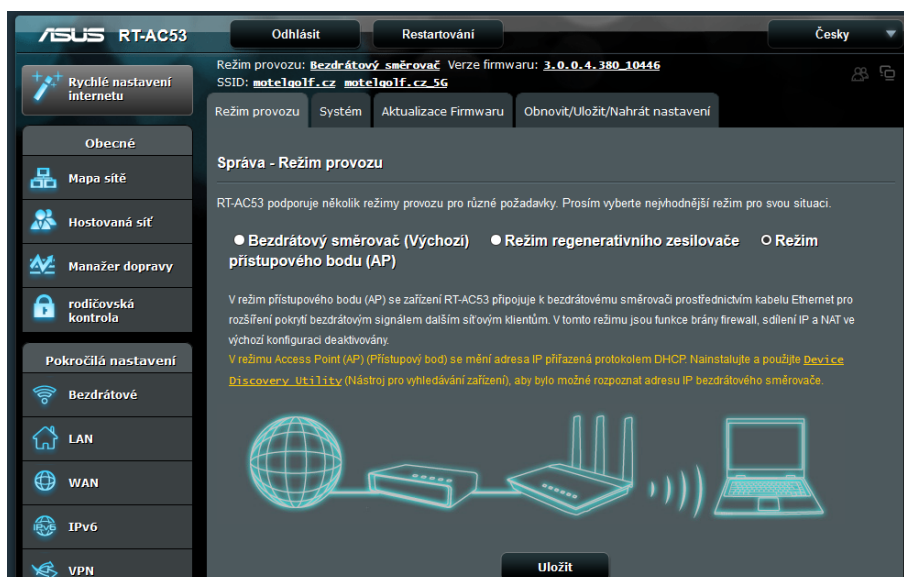 ASUS RT-AC53
Odhlásit
Restartování
Česky
Rychlé nastavení
internetu
Režim provozu: Bezdrátový směrovač Verze firmwaru: 3.0.0.4.380_10446
SSID: motelgolf.cz motelgolf.cz_5G
Režim provozu
Systém
Aktualizace Firmwaru
Obnovit/Uložit/Nahrát nastavení
Obecné
Mapa sítě
Hostovaná síť
Manažer dopravy
rodičovská
kontrola
Pokročilá nastavení
Bezdrátové
LAN
WAN
IPv6
IPv6
VPN
Správa - Režim provozu
RT-AC53 podporuje několik režimy provozu pro různé požadavky. Prosím vyberte nejvhodnější režim pro svou situaci.
Bezdrátový směrovač (Výchozí) Režim regenerativního zesilovače Režim
přístupového bodu (AP)
V režim přístupového bodu (AP) se zařízení RT-AC53 připojuje k bezdrátovému směrovači prostřednictvím kabelu Ethernet pro
rozšíření pokrytí bezdrátovým signálem dalším síťovým klientům. V tomto režimu jsou funkce brány firewall, sdílení IP a NAT ve
výchozí konfiguraci deaktivovány.
V režimu Access Point (AP) (Přístupový bod) se mění adresa IP přiřazená protokolem DHCP. Nainstalujte a použijte Device
Discovery Utility (Nástroj pro vyhledávání zařízení), aby bylo možné rozpoznat adresu IP bezdrátového směrovače.
Uložit